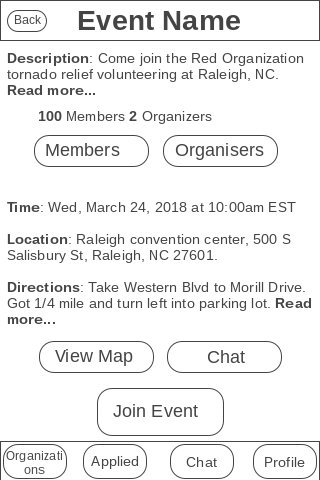 Back
Event Name
Description: Come join the Red Organization
tornado relief volunteering at Raleigh, NC.
Read more...
100 Members 2 Organizers
Members
Organisers
Time: Wed, March 24, 2018 at 10:00am EST
Location: Raleigh convention center, 500 S
Salisbury St, Raleigh, NC 27601.
Directions: Take Western Blvd to Morill Drive.
Got 1/4 mile and turn left into parking lot. Read
more...
View Map
Chat
Join Event
Organizati
ons
Applied
Chat
Profile